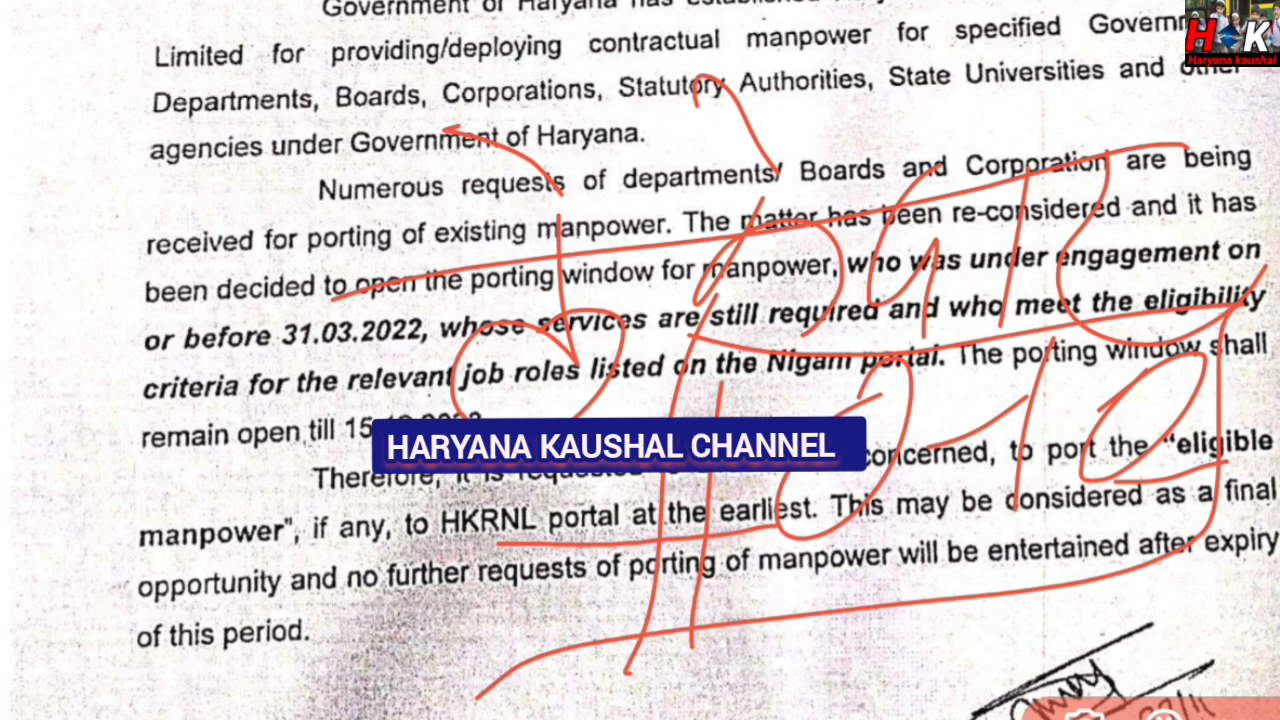 Government of Haryana has
Limited for providing/deploying contractual manpower for specified
Departments, Boards, Corporations, Statutory Authorities, State Universities and other
agencies under Government of Haryana.
Numerous requests of departments/ Boards and Corporation are being
received for porting of existing manpower. The matter has been re-considered and it has
been decided to open the porting window for manpower, who was under engagement on
or before 31.03.2022, whose services are still required and who meet the eligibility
criteria for the relevant job roles listed on the Nigam portal. The porting window shall
remain open till
HARYANA KAUSHAL CHANNEL
Therefore, it is requested concerned, to port the “eligible
manpower”, if any, to HKRNL portal at the earliest. This may be considered as a final
opportunity and no further requests of porting of manpower will be entertained after expiry
of this period.
H K
Haryana kaushal